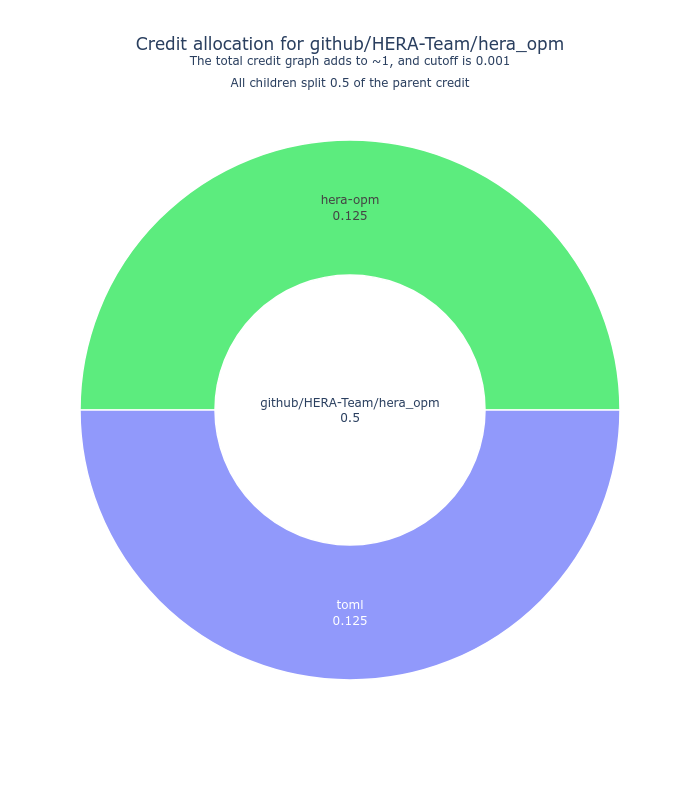 Credit allocation for github/HERA-Team/hera_opm
The total credit graph adds to ~1, and cutoff is 0.001
All children split 0.5 of the parent credit
hera-opm
0.125
github/HERA-Team/hera_opm
0.5
toml
0.125